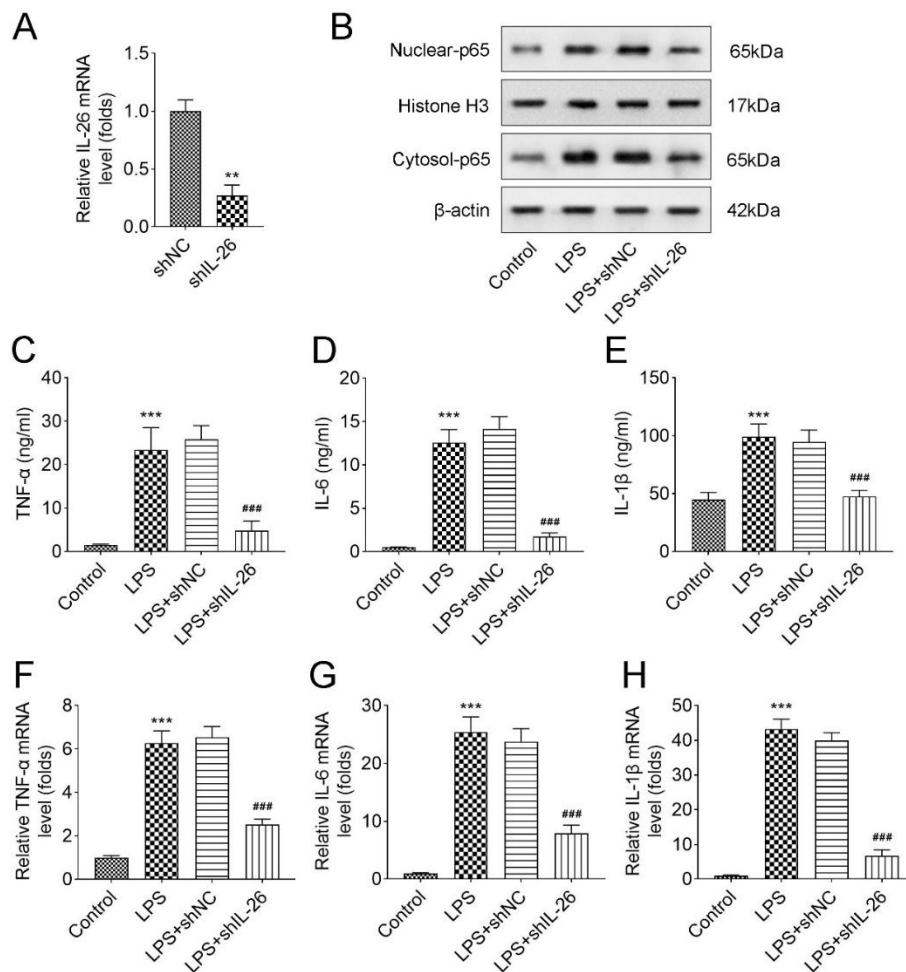 A
Relative IL-26 mRNA
level (folds)
1.5
1.0
0.5
0.0
**
shNC
shIL-26
B
Nuclear-p65
65kDa
Histone H3
17kDa
Cytosol-p65
65kDa
β-actin
42kDa
Control
LPS
LPS+shNC
LPS+shIL-26
C
TNF-α (ng/ml)
40
30
20
10
0
***
###
Control
LPS
LPS+shNC
LPS+shIL-26
D
IL-6 (ng/ml)
20
15
10
5
0
***
###
Control
LPS
LPS+shNC
LPS+shIL-26
E
IL-1β (ng/ml)
150
100
50
0
***
###
Control
LPS
LPS+shNC
LPS+shIL-26
F
Relative TNF-α mRNA
level (folds)
8
6
4
2
0
***
###
Control
LPS
LPS+shNC
LPS+shIL-26
G
Relative IL-6 mRNA
level (folds)
30
20
10
0
***
###
Control
LPS
LPS+shNC
LPS+shIL-26
H
Relative IL-1β mRNA
level (folds)
50
40
30
20
10
0
***
###
Control
LPS
LPS+shNC
LPS+shIL-26